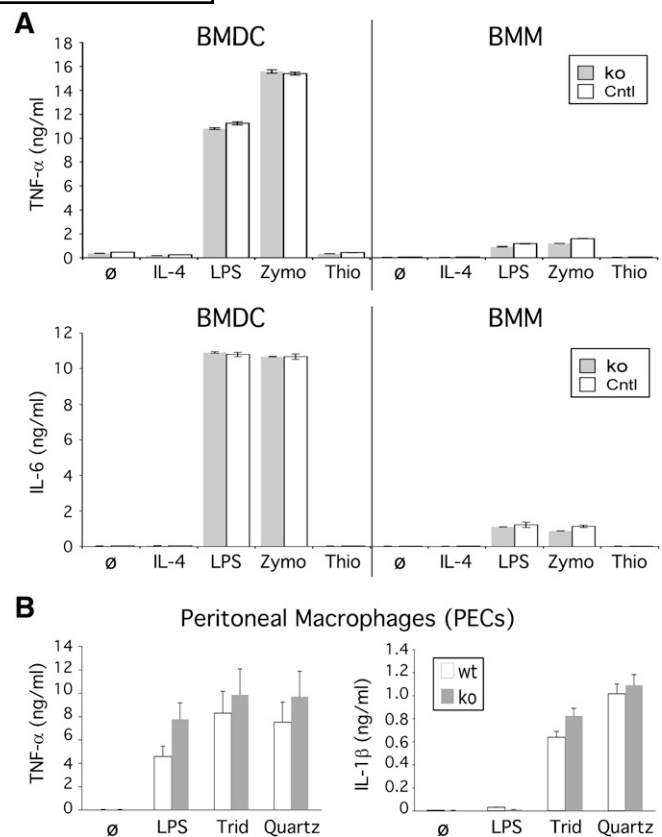 A
BMDC
BMM
18
16
14
12
10
8
6
4
2
0
TNF-α (ng/ml)
ko
Cntl
ø IL-4 LPS Zymo Thio ø IL-4 LPS Zymo Thio
BMDC
BMM
12
10
8
6
4
2
0
IL-6 (ng/ml)
ko
Cntl
ø IL-4 LPS Zymo Thio ø IL-4 LPS Zymo Thio
B
Peritoneal Macrophages (PECs)
14
12
10
8
6
4
2
0
TNF-α (ng/ml)
ø LPS Trid Quartz
1.4
1.2
1.0
0.8
0.6
0.4
0.2
0
IL-1β (ng/ml)
wt
ko
ø LPS Trid Quartz